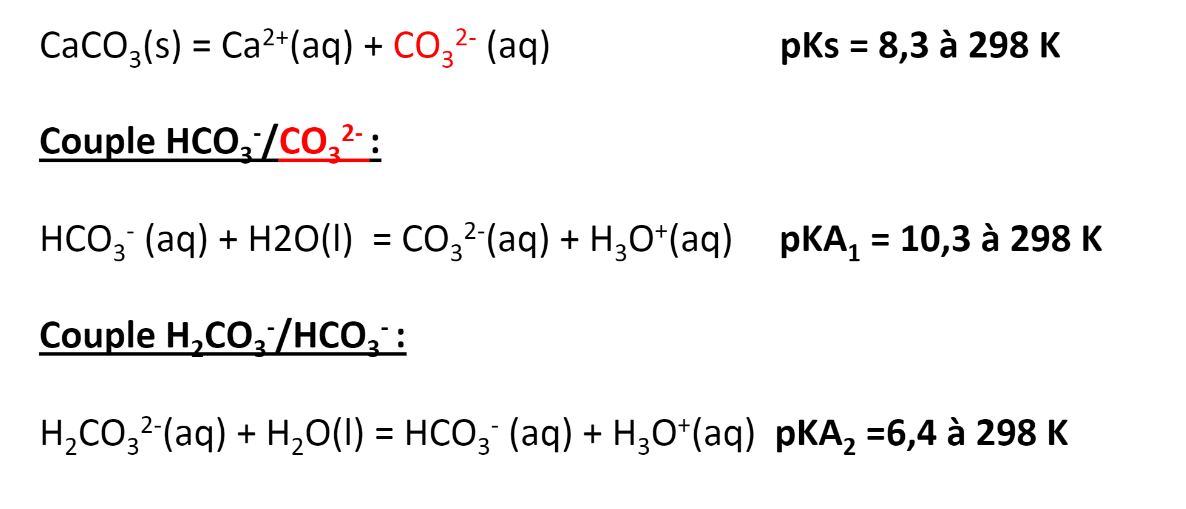 CaCO₃(s) = Ca²⁺(aq) + CO₃²⁻ (aq) pKs = 8,3 à 298 K
Couple HCO₃⁻/CO₃²⁻ :
HCO₃⁻ (aq) + H2O(l) = CO₃²⁻(aq) + H₃O⁺(aq) pKA₁ = 10,3 à 298 K
Couple H₂CO₃⁻/HCO₃⁻ :
H₂CO₃²⁻(aq) + H₂O(l) = HCO₃⁻ (aq) + H₃O⁺(aq) pKA₂ =6,4 à 298 K